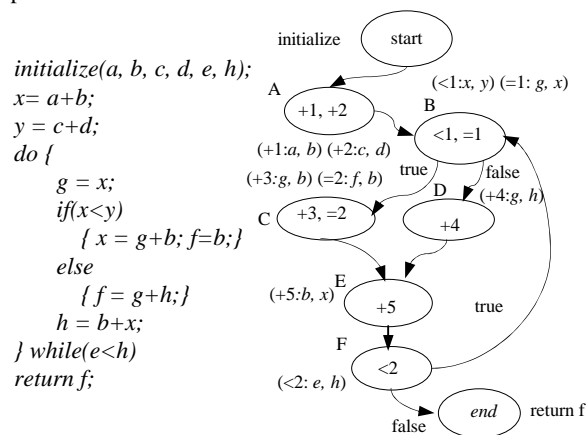 initialize(a, b, c, d, e, h);
x= a+b;
y = c+d;
do {
g = x;
if(x<y)
{ x = g+b; f=b;}
else
{ f = g+h;}
h = b+x;
} while(e<h)
return f;
initialize
start
A
+1, +2
(<1:x, y) (=1: g, x)
B
<1, =1
(+1:a, b) (+2:c, d)
(+3:g, b) (=2: f, b)
true
false
(+4:g, h)
C
+3, =2
D
+4
E
(+5:b, x)
+5
true
F
<2
(<2: e, h)
false
end
return f